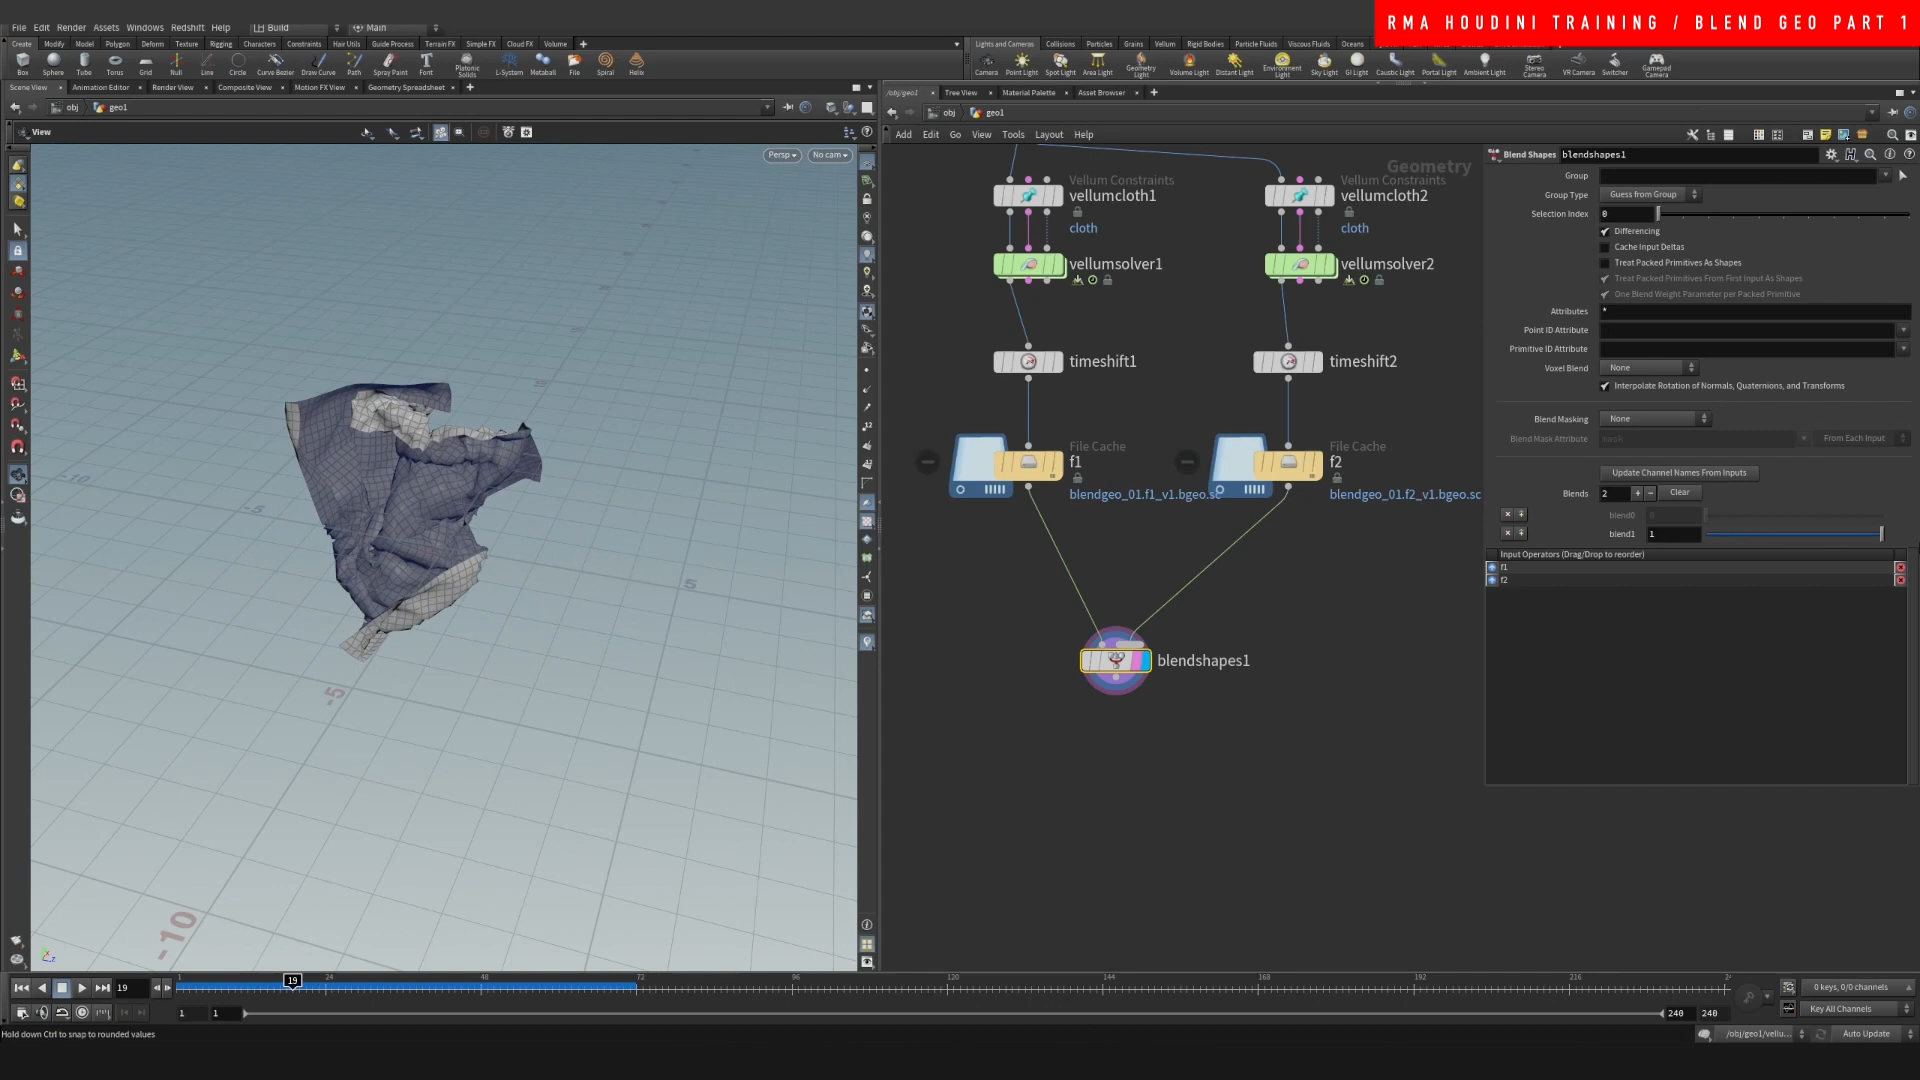 RMA HOUDINI TRAINING / BLEND GEO PART 1
File Edit Render Assets Windows Redshift Help Build Main
Create Modify Model Polygon Deform Texture Rigging Characters Constraints Hair Utils Guide Process Terrain FX Simple FX Cloud FX Volume
Lights and Cameras Collisions Particles Grains Vellum Rigid Bodies Particle Fluids Viscous Fluids Oceans
Box Sphere Tube Torus Grid Null Line Circle Curve Bezier Draw Curve Path Spray Paint Font Platonic Solids L-System Metaball File Spiral Helix
Camera Point Light Spot Light Area Light Geometry Light Volume Light Distant Light Environment Light Sky Light GI Light Caustic Light Portal Light Ambient Light Stereo Camera VR Camera Switcher Gamepad Camera
Scene View Animation Editor Render View Composite View Motion FX View Geometry Spreadsheet
/obj/geo1 Tree View Material Palette Asset Browser
obj geo1
obj geo1
View
Add Edit Go View Tools Layout Help
Persp No cam
-10
-5
5
-5
-10
Geometry
Vellum Constraints
vellumcloth1
cloth
Vellum Constraints
vellumcloth2
cloth
vellumsolver1
vellumsolver2
timeshift1
timeshift2
File Cache
f1
blendgeo_01.f1_v1.bgeo.sc
File Cache
f2
blendgeo_01.f2_v1.bgeo.sc
blendshapes1
Blend Shapes blendshapes1
Group
Group Type Guess from Group
Selection Index 0
Differencing
Cache Input Deltas
Treat Packed Primitives As Shapes
Treat Packed Primitives From First Input As Shapes
One Blend Weight Parameter per Packed Primitive
Attributes *
Point ID Attribute
Primitive ID Attribute
Voxel Blend None
Interpolate Rotation of Normals, Quaternions, and Transforms
Blend Masking None
Blend Mask Attribute mask From Each Input
Update Channel Names From Inputs
Blends 2 + − Clear
blend0 0
blend1 1
Input Operators (Drag/Drop to reorder)
f1
f2
1 19 24 48 72 96 120 144 168 192 216
19
0 keys, 0/0 channels
1 1 240 240
Key All Channels
Hold down Ctrl to snap to rounded values
/obj/geo1/vellu... Auto Update